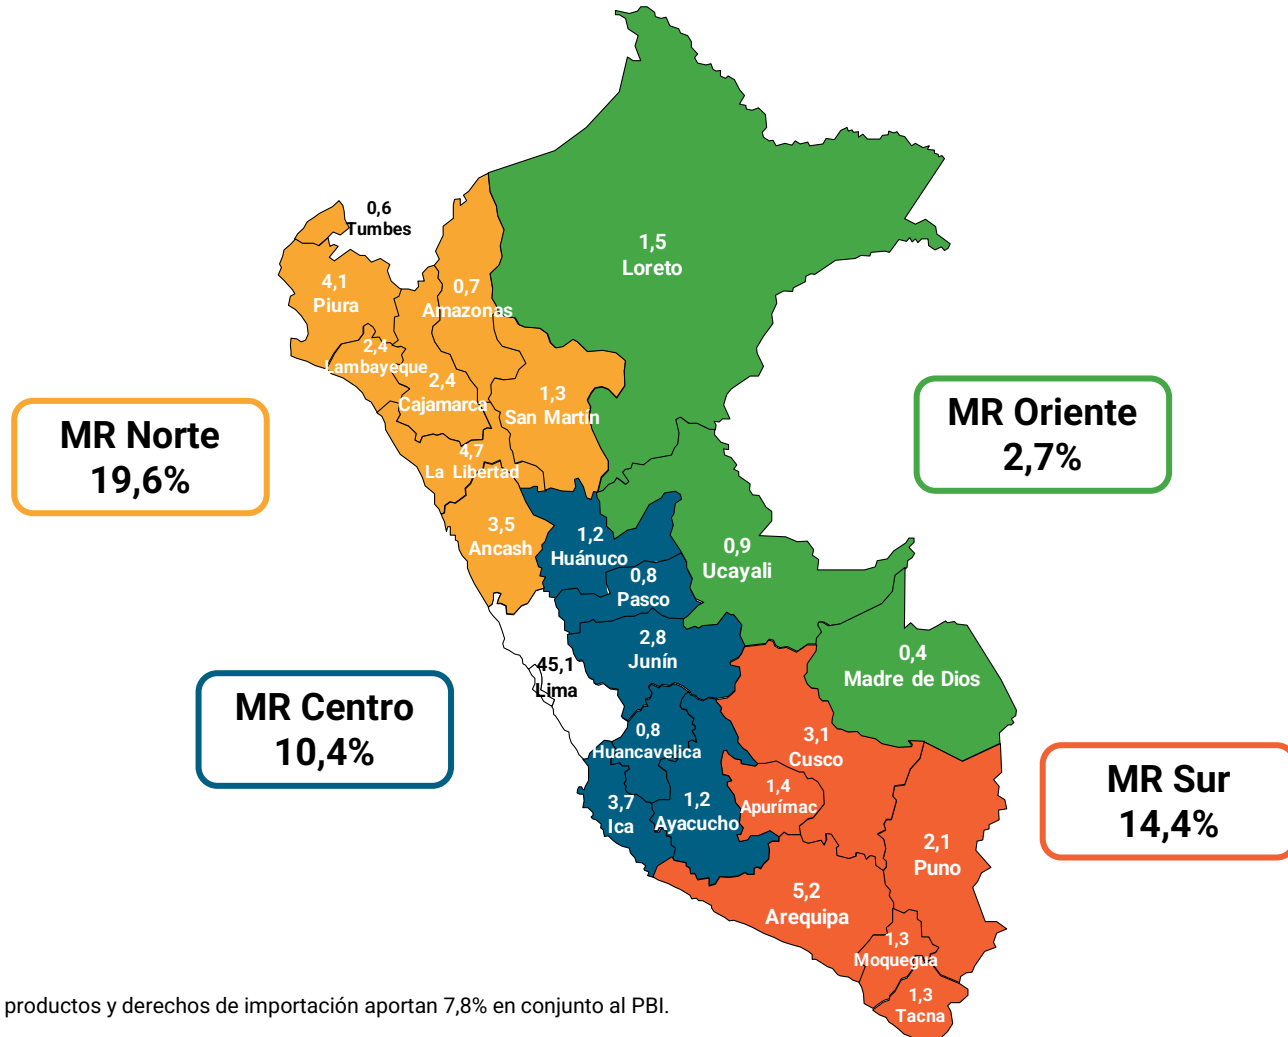 0,6
Tumbes
1,5
Loreto
4,1
Piura
0,7
Amazonas
2,4
Lambayeque
2,4
Cajamarca
1,3
San Martín
MR Norte
19,6%
MR Oriente
2,7%
4,7
La Libertad
3,5
Ancash
1,2
Huánuco
0,9
Ucayali
0,8
Pasco
2,8
Junín
45,1
Lima
0,4
Madre de Dios
MR Centro
10,4%
0,8
Huancavelica
3,1
Cusco
3,7
Ica
1,2
Ayacucho
1,4
Apurímac
MR Sur
14,4%
2,1
Puno
5,2
Arequipa
1,3
Moquegua
1,3
Tacna
productos y derechos de importación aportan 7,8% en conjunto al PBI.